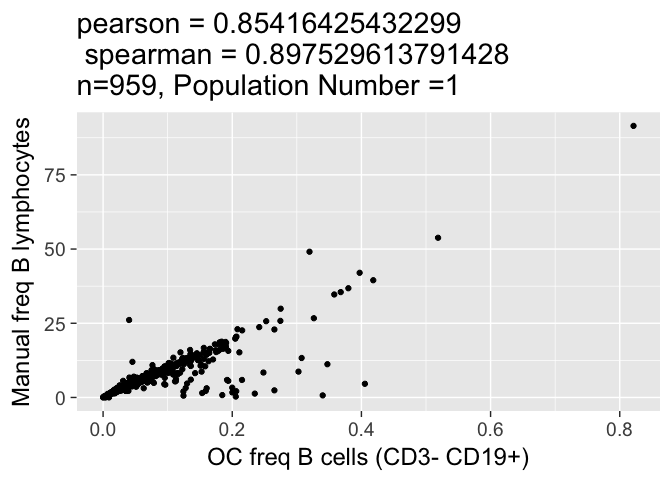 pearson = 0.85416425432299
spearman = 0.897529613791428
n=959, Population Number =1
Manual freq B lymphocytes
75
50
25
0
0.0 0.2 0.4 0.6 0.8
OC freq B cells (CD3- CD19+)